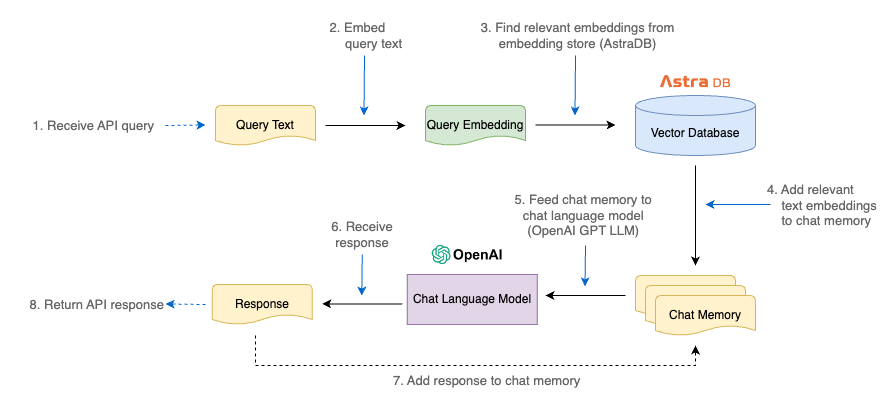 2. Embed
query text
3. Find relevant embeddings from
embedding store (AstraDB)
Astra DB
1. Receive API query
Query Text
Query Embedding
Vector Database
4. Add relevant
text embeddings
to chat memory
5. Feed chat memory to
chat language model
(OpenAI GPT LLM)
6. Receive
response
OpenAI
8. Return API response
Response
Chat Language Model
Chat Memory
7. Add response to chat memory